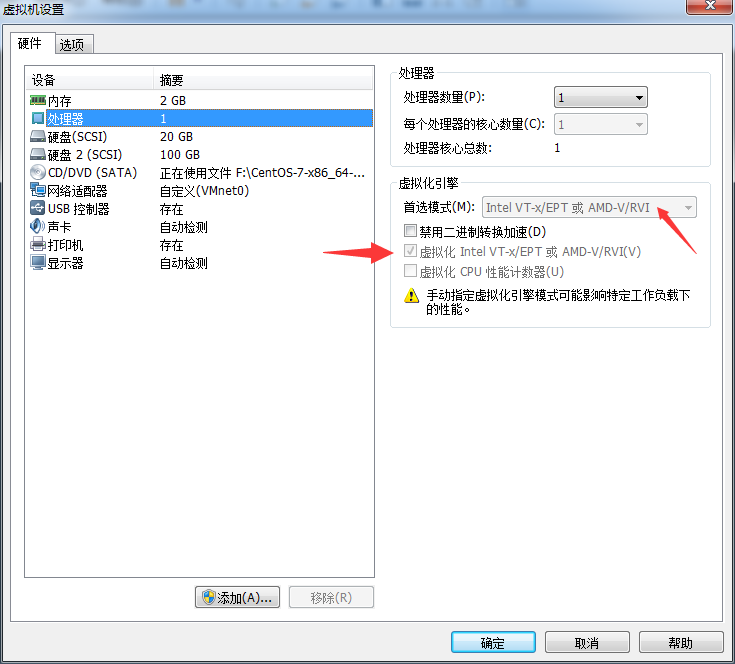 虚拟机设置
硬件 选项
设备 摘要
内存 2 GB
处理器 1
硬盘(SCSI) 20 GB
硬盘 2 (SCSI) 100 GB
CD/DVD (SATA) 正在使用文件 F:\CentOS-7-x86_64-...
网络适配器 自定义(VMnet0)
USB 控制器 存在
声卡 自动检测
打印机 存在
显示器 自动检测
添加(A)... 移除(R)
处理器
处理器数量(P): 1
每个处理器的核心数量(C): 1
处理器核心总数: 1
虚拟化引擎
首选模式(M): Intel VT-x/EPT 或 AMD-V/RVI
禁用二进制转换加速(D)
虚拟化 Intel VT-x/EPT 或 AMD-V/RVI(V)
虚拟化 CPU 性能计数器(U)
手动指定虚拟化引擎模式可能影响特定工作负载下
的性能。
确定 取消 帮助